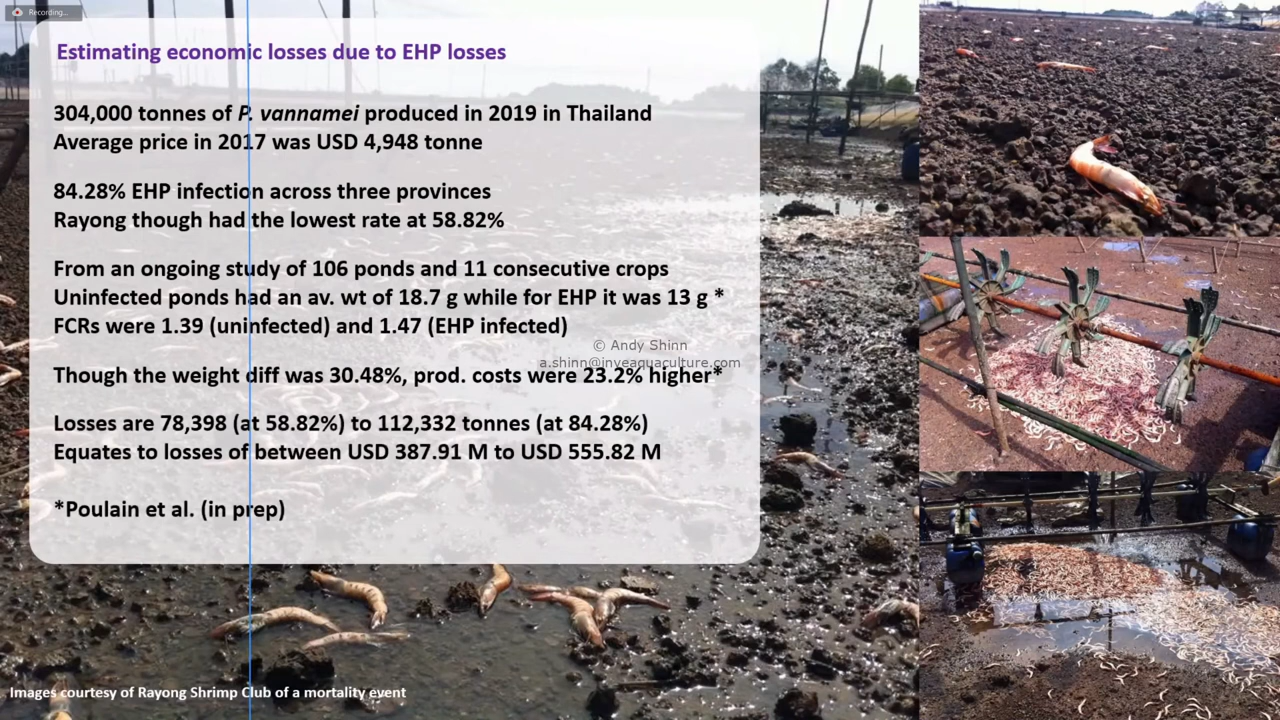 Recording...
Estimating economic losses due to EHP losses
304,000 tonnes of P. vannamei produced in 2019 in Thailand
Average price in 2017 was USD 4,948 tonne
84.28% EHP infection across three provinces
Rayong though had the lowest rate at 58.82%
From an ongoing study of 106 ponds and 11 consecutive crops
Uninfected ponds had an av. wt of 18.7 g while for EHP it was 13 g *
FCRs were 1.39 (uninfected) and 1.47 (EHP infected)
© Andy Shinn
a.shinn@inveaquaculture.com
Though the weight diff was 30.48%, prod. costs were 23.2% higher*
Losses are 78,398 (at 58.82%) to 112,332 tonnes (at 84.28%)
Equates to losses of between USD 387.91 M to USD 555.82 M
*Poulain et al. (in prep)
Images courtesy of Rayong Shrimp Club of a mortality event